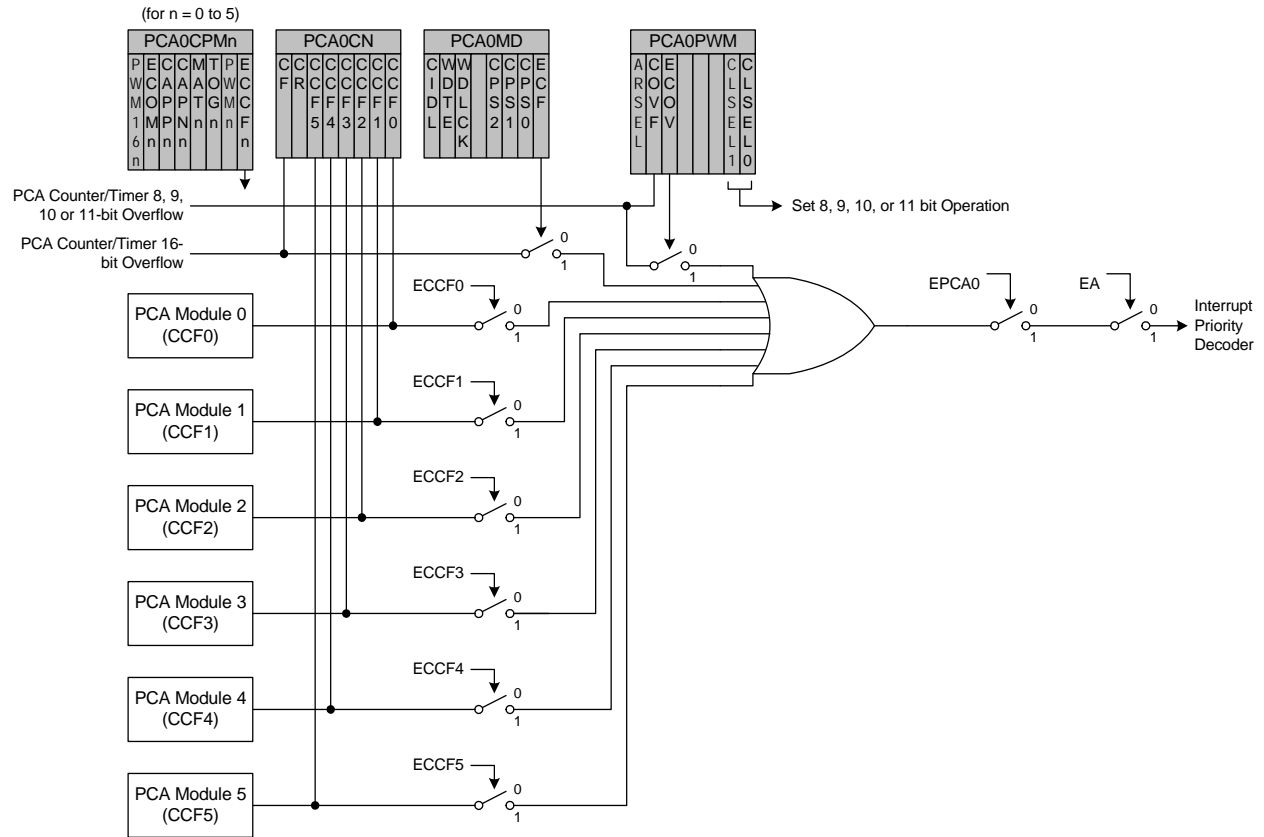 (for n = 0 to 5)
PCA0CPMn
PWM16n
ECOMn
CAPPn
CAPNn
MATn
TOGn
PWMn
ECCFn
PCA0CN
CF
CR
CCF5
CCF4
CCF3
CCF2
CCF1
CCF0
PCA0MD
CIDL
WDTE
WDLCK
CPS2
CPS1
CPS0
ECF
PCA0PWM
ARSEL
COVF
ECOV
CLSEL1
CLSEL0
PCA Counter/Timer 8, 9,
10 or 11-bit Overflow
Set 8, 9, 10, or 11 bit Operation
PCA Counter/Timer 16-
bit Overflow
0
1
0
1
PCA Module 0
(CCF0)
ECCF0
0
1
EPCA0
0
1
EA
0
1
Interrupt
Priority
Decoder
PCA Module 1
(CCF1)
ECCF1
0
1
PCA Module 2
(CCF2)
ECCF2
0
1
PCA Module 3
(CCF3)
ECCF3
0
1
PCA Module 4
(CCF4)
ECCF4
0
1
PCA Module 5
(CCF5)
ECCF5
0
1